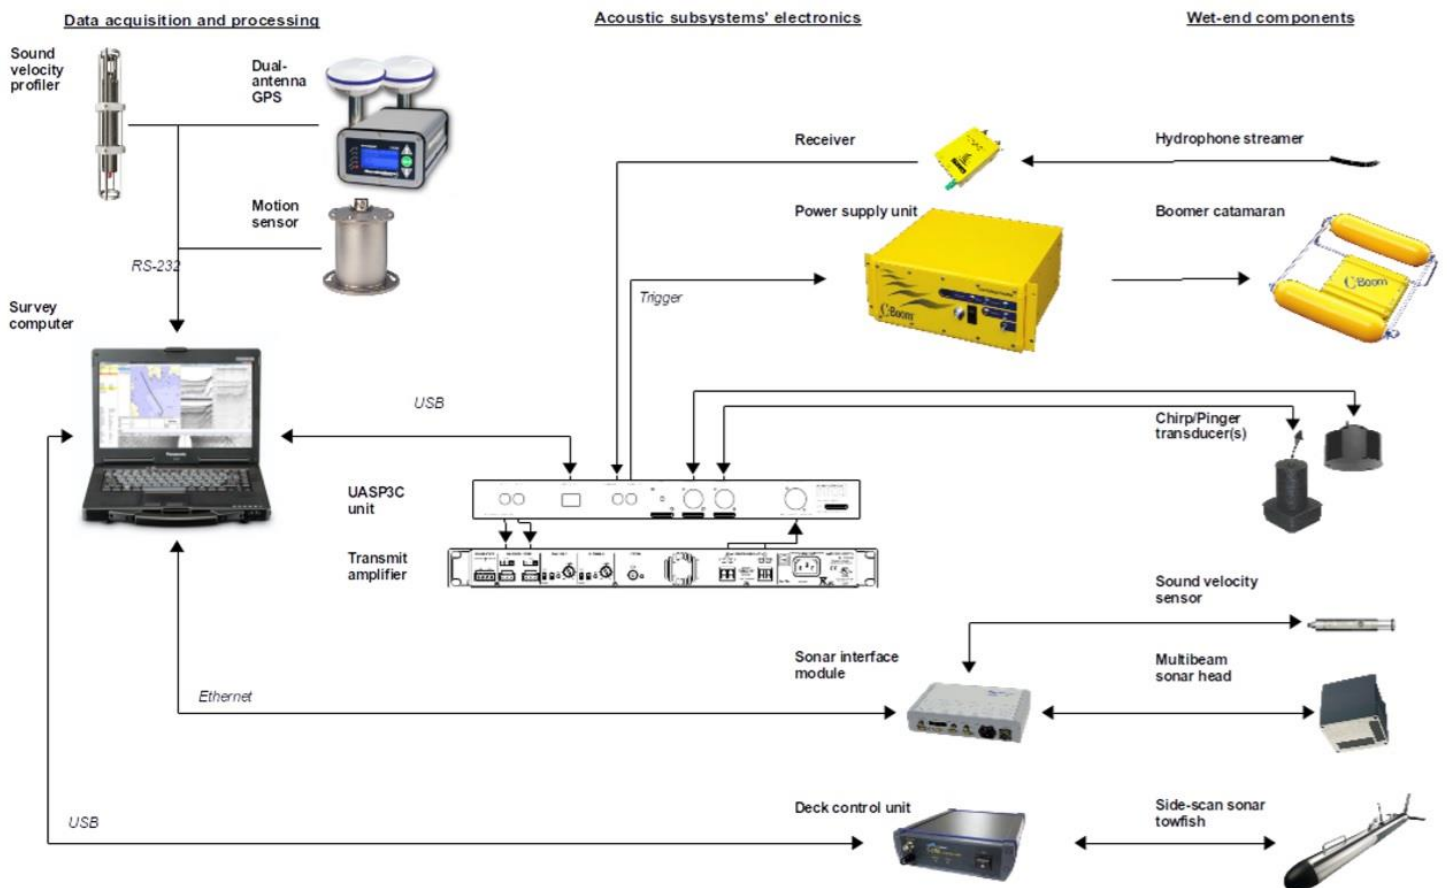 Data acquisition and processing
Acoustic subsystems' electronics
Wet-end components
Sound
velocity
profiler
Dual-
antenna
GPS
Receiver
Hydrophone streamer
Motion
sensor
Power supply unit
Boomer catamaran
RS-232
Trigger
C Boom
C Boom
Survey
computer
USB
Chirp/Pinger
transducer(s)
Panasonic
UASP3C
unit
Transmit
amplifier
Sound velocity
sensor
Sonar interface
module
Multibeam
sonar head
Ethernet
Deck control unit
Side-scan sonar
towfish
USB